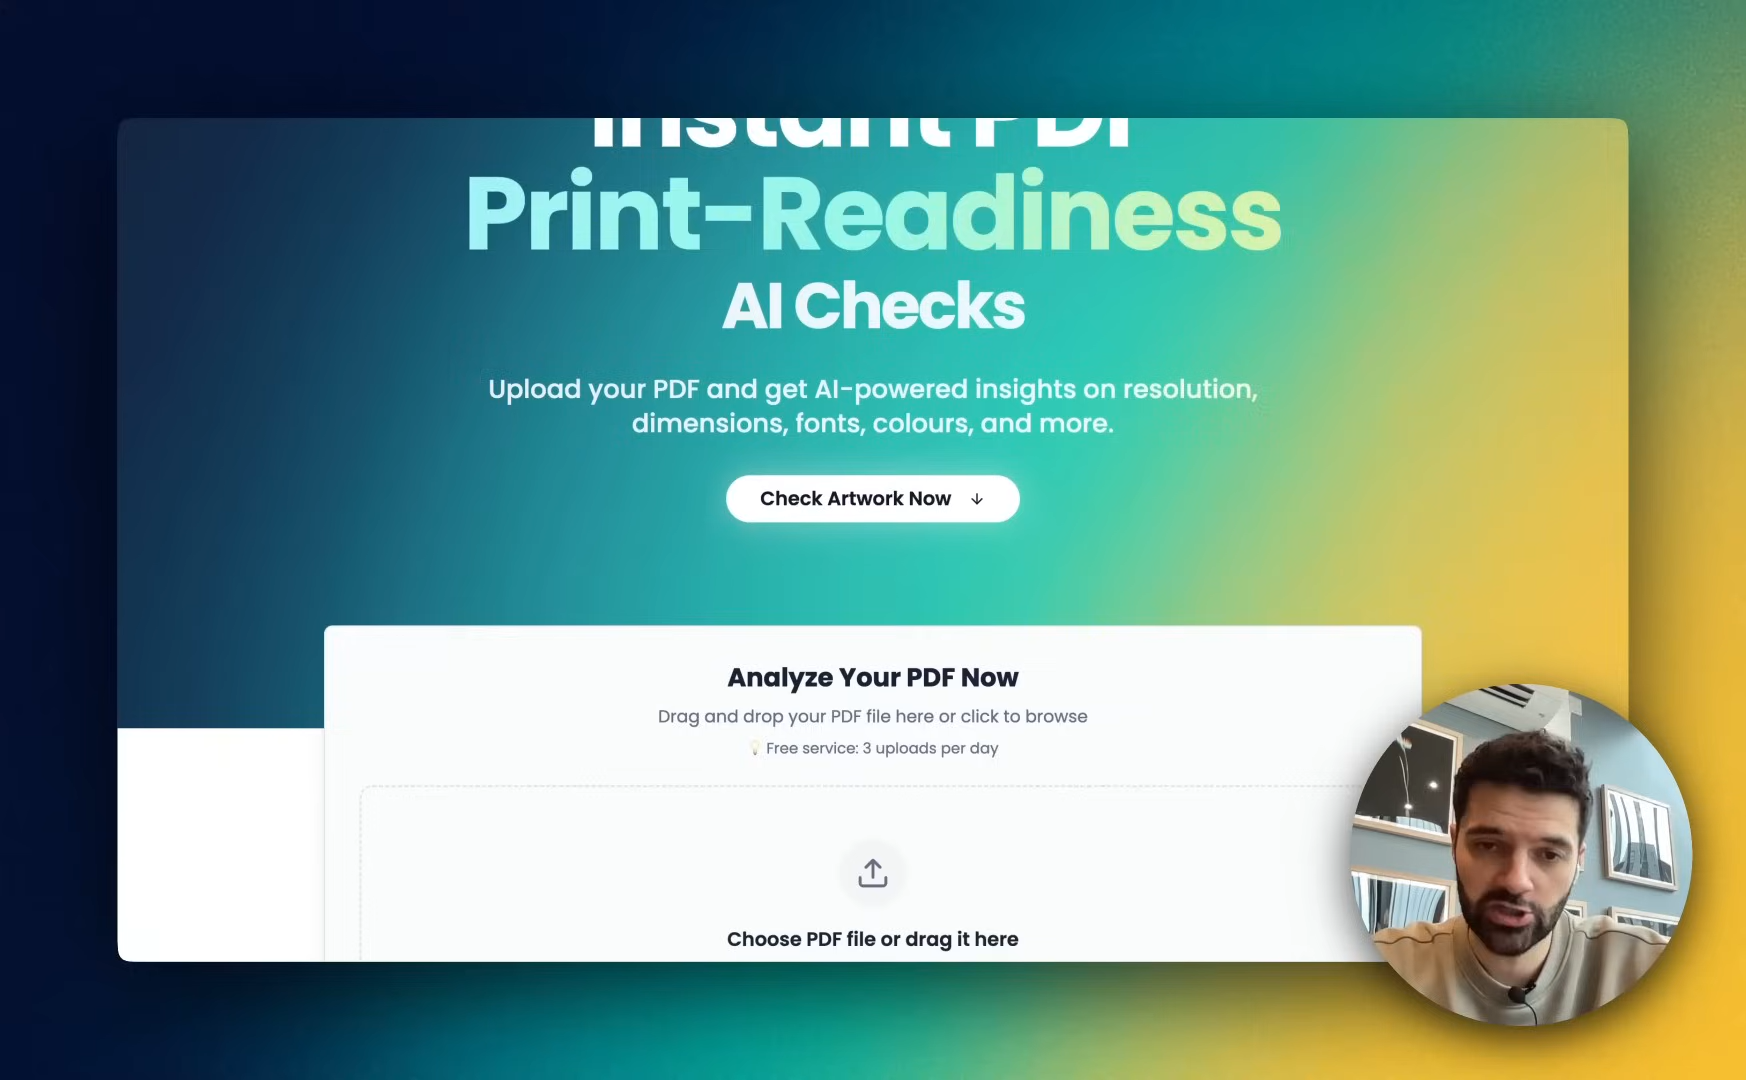 Instant PDF
Print-Readiness
AI Checks
Upload your PDF and get AI-powered insights on resolution,
dimensions, fonts, colours, and more.
Check Artwork Now ↓
Analyze Your PDF Now
Drag and drop your PDF file here or click to browse
💡 Free service: 3 uploads per day
Choose PDF file or drag it here